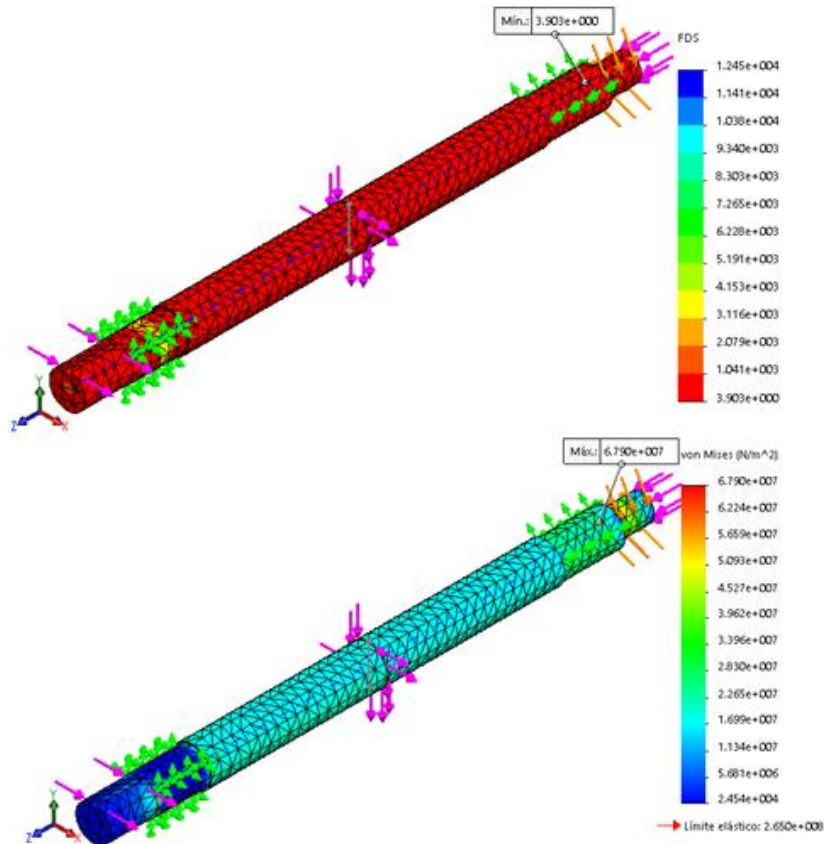 Mín.: 3.903e+000
FDS
1.245e+004
1.141e+004
1.038e+004
9.340e+003
8.303e+003
7.265e+003
6.228e+003
5.191e+003
4.153e+003
3.116e+003
2.079e+003
1.041e+003
3.903e+000
Y
Z
X
Máx.: 6.790e+007
von Mises (N/m^2)
6.790e+007
6.224e+007
5.659e+007
5.093e+007
4.527e+007
3.962e+007
3.396e+007
2.830e+007
2.265e+007
1.699e+007
1.134e+007
5.681e+006
2.454e+004
Y
Z
X
Límite elástico: 2.650e+008